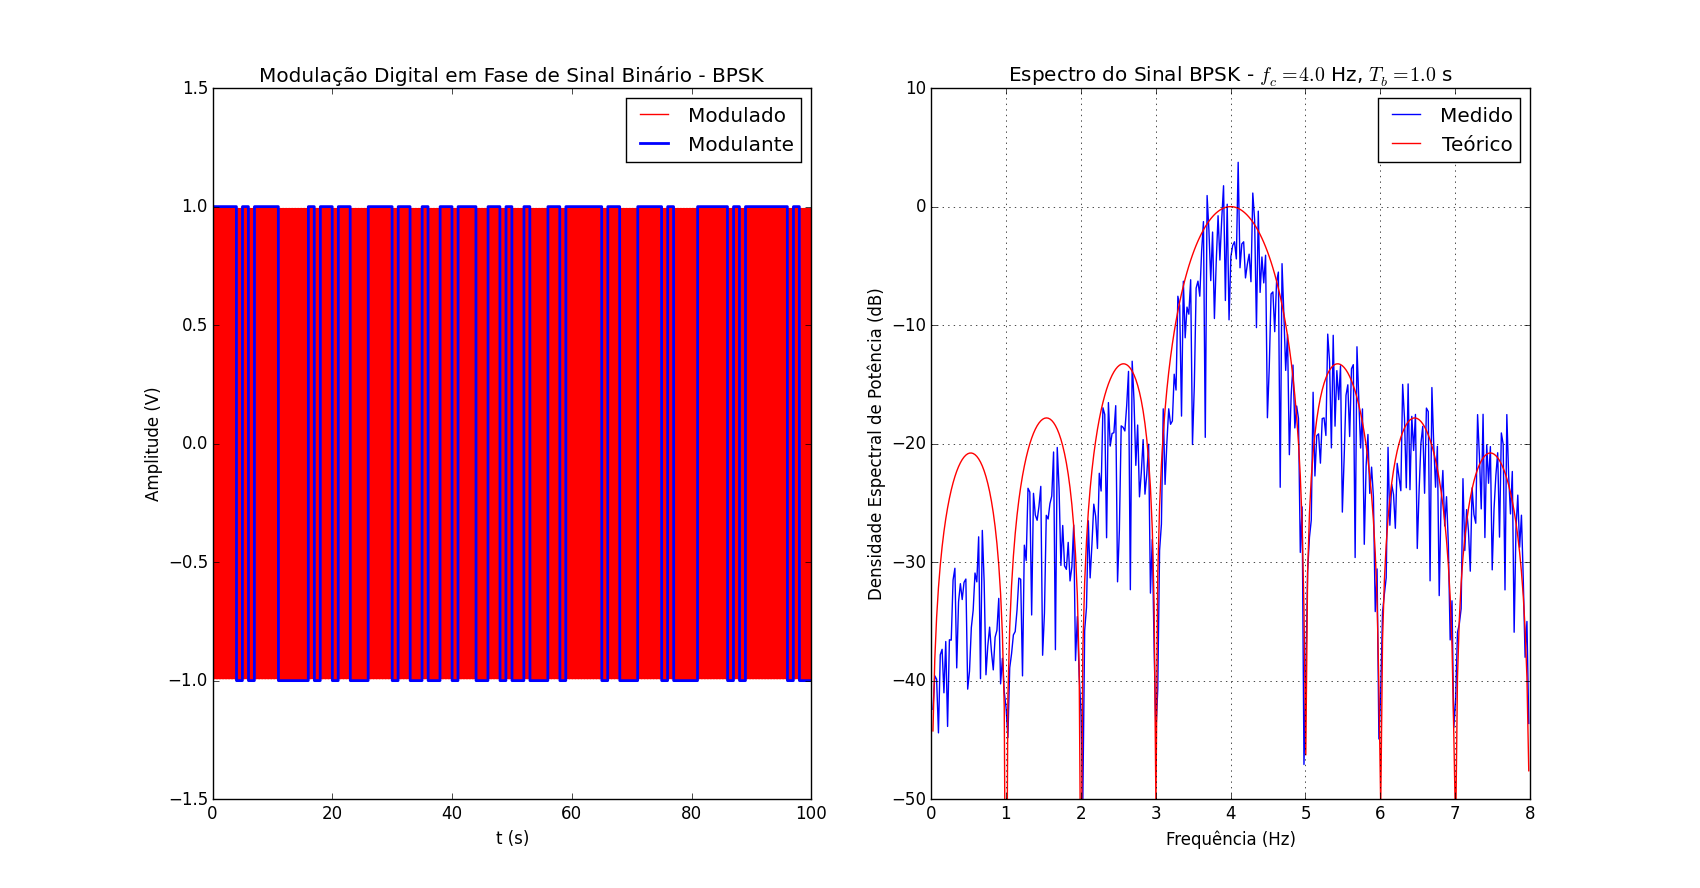 Modulação Digital em Fase de Sinal Binário - BPSK
1.5
1.0
0.5
0.0
−0.5
−1.0
−1.5
0 20 40 60 80 100
t (s)
Amplitude (V)
Modulado
Modulante
Espectro do Sinal BPSK - f_c = 4.0 Hz, T_b = 1.0 s
10
0
−10
−20
−30
−40
−50
0 1 2 3 4 5 6 7 8
Frequência (Hz)
Densidade Espectral de Potência (dB)
Medido
Teórico